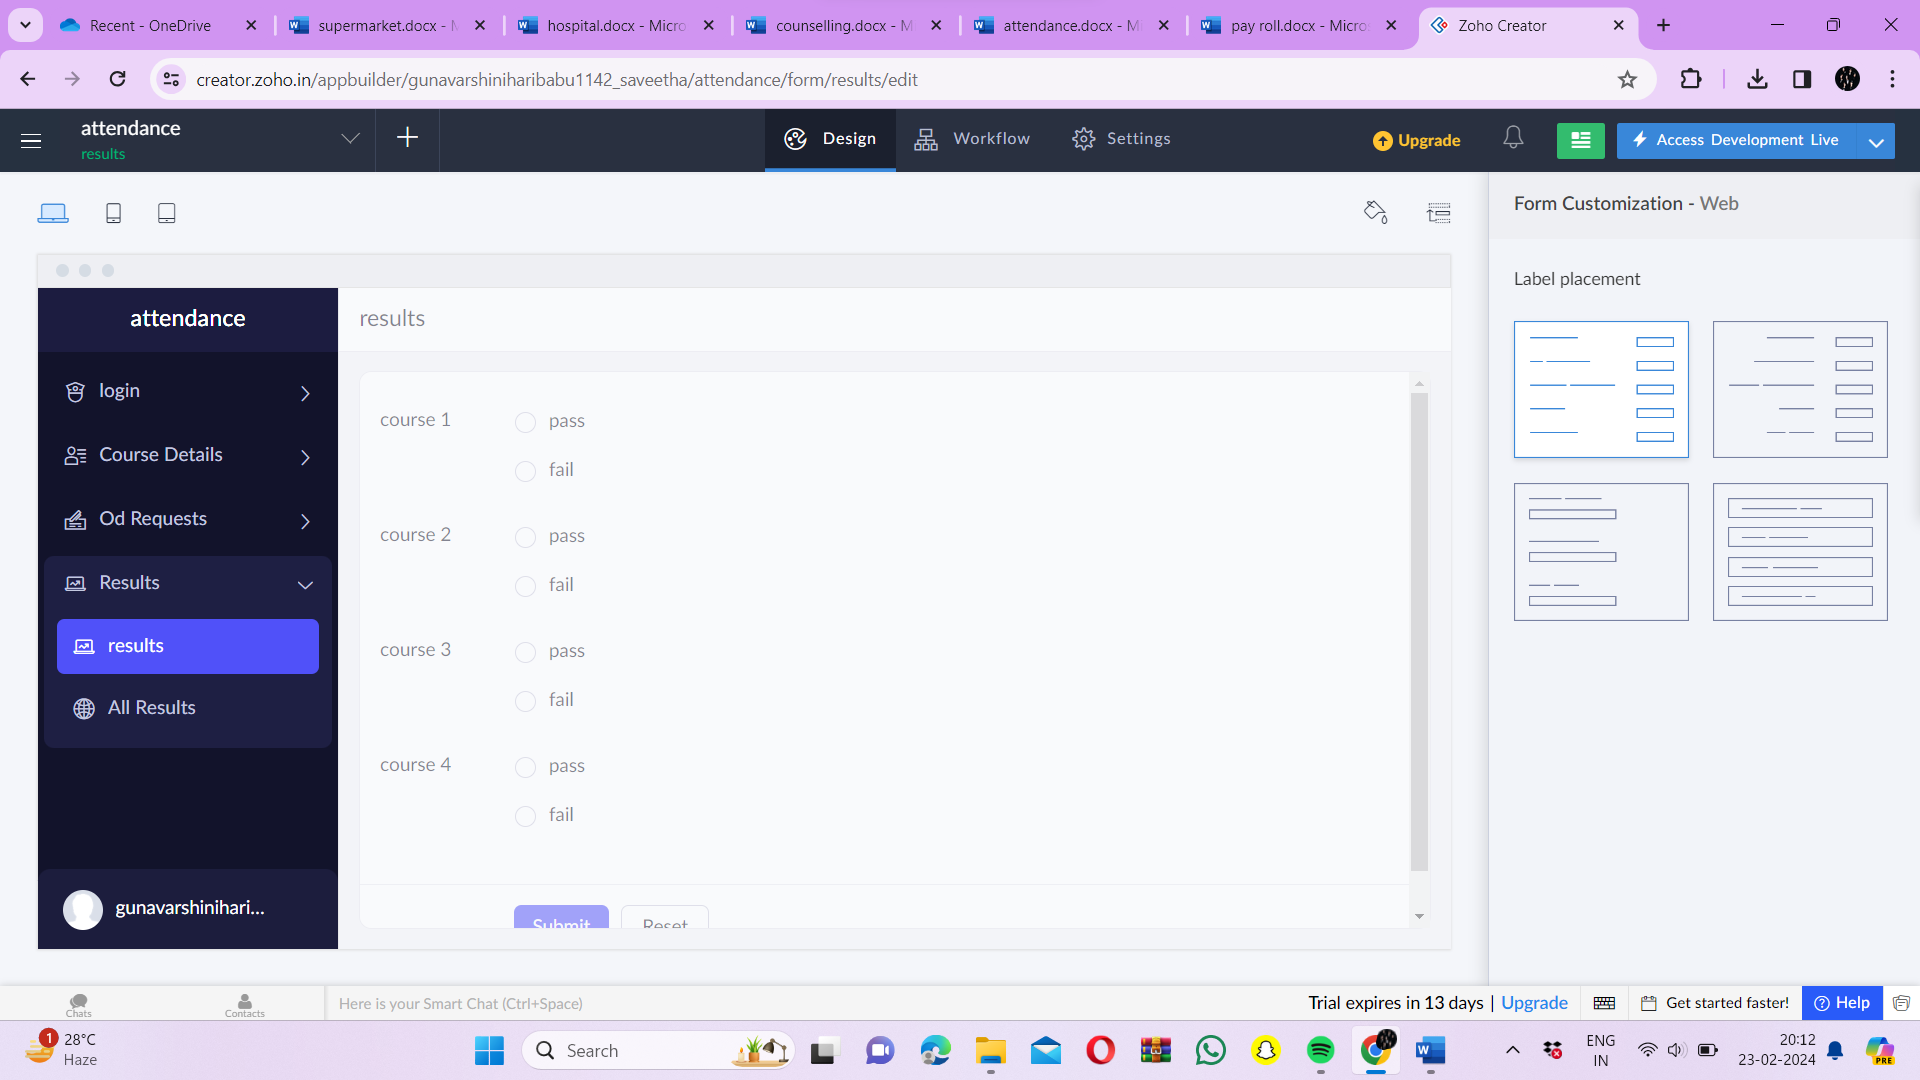 Recent - OneDrive
supermarket.docx - M
hospital.docx - Micro
counselling.docx - M
attendance.docx - Mi
pay roll.docx - Micro
Zoho Creator
creator.zoho.in/appbuilder/gunavarshiniharibabu1142_saveetha/attendance/form/results/edit
attendance
results
Design
Workflow
Settings
Upgrade
Access Development Live
Form Customization - Web
Label placement
attendance
login
Course Details
Od Requests
Results
results
All Results
gunavarshinihari...
results
course 1
pass
fail
course 2
pass
fail
course 3
pass
fail
course 4
pass
fail
Submit
Reset
Chats
Contacts
Here is your Smart Chat (Ctrl+Space)
Trial expires in 13 days | Upgrade
Get started faster!
Help
1
28°C
Haze
Search
ENG
IN
20:12
23-02-2024
PRE